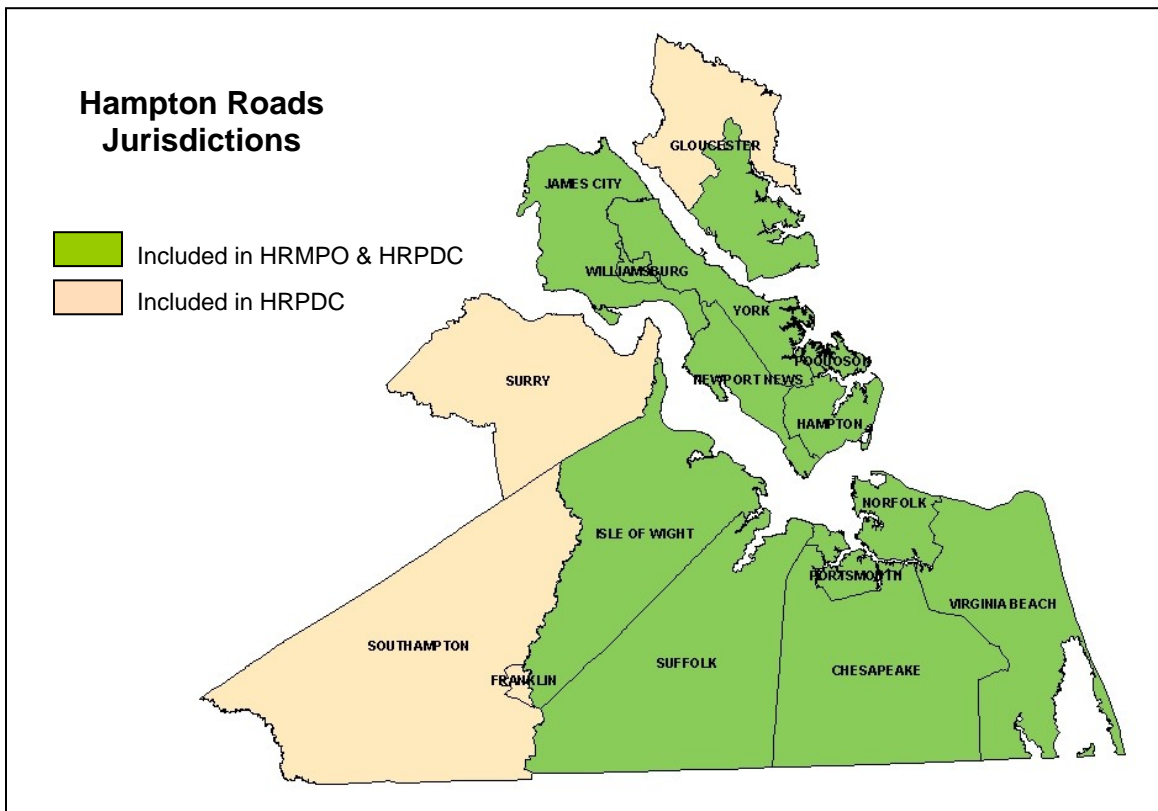 Hampton Roads
Jurisdictions
Included in HRMPO & HRPDC
Included in HRPDC
GLOUCESTER
JAMES CITY
WILLIAMSBURG
YORK
POQUOSON
SURRY
NEWPORT NEWS
HAMPTON
NORFOLK
ISLE OF WIGHT
PORTSMOUTH
VIRGINIA BEACH
SOUTHAMPTON
SUFFOLK
CHESAPEAKE
FRANKLIN